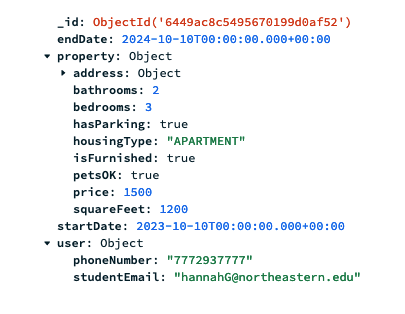 _id: ObjectId('6449ac8c5495670199d0af52')
endDate: 2024-10-10T00:00:00.000+00:00
property: Object
address: Object
bathrooms: 2
bedrooms: 3
hasParking: true
housingType: "APARTMENT"
isFurnished: true
petsOK: true
price: 1500
squareFeet: 1200
startDate: 2023-10-10T00:00:00.000+00:00
user: Object
phoneNumber: "7772937777"
studentEmail: "hannahG@northeastern.edu"